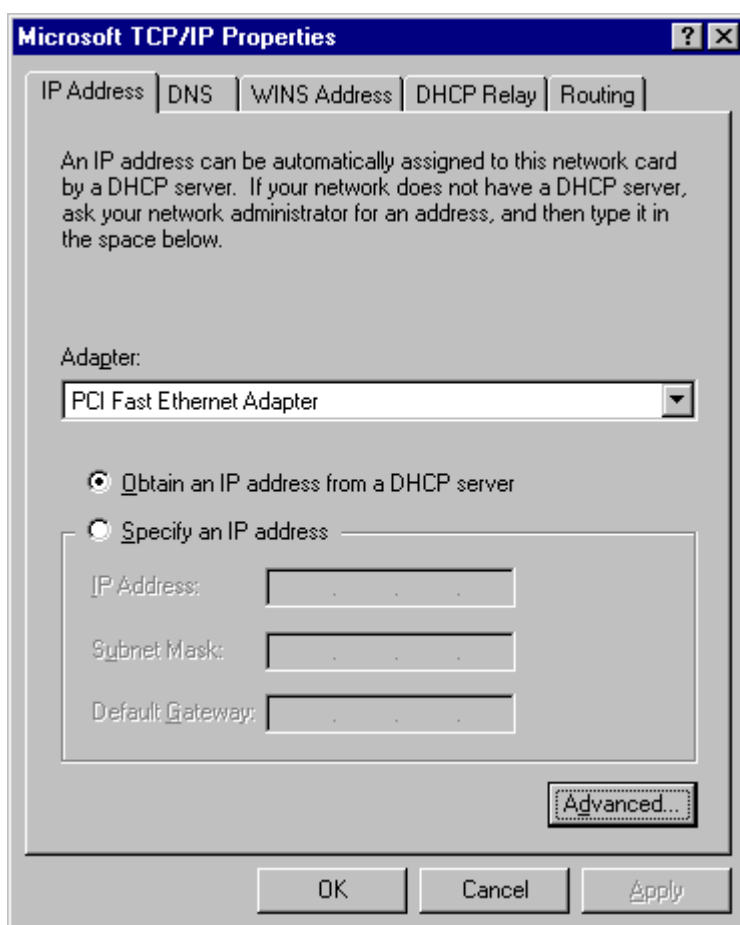 Microsoft TCP/IP Properties
IP Address DNS WINS Address DHCP Relay Routing
An IP address can be automatically assigned to this network card
by a DHCP server. If your network does not have a DHCP server,
ask your network administrator for an address, and then type it in
the space below.
Adapter:
PCI Fast Ethernet Adapter
Obtain an IP address from a DHCP server
Specify an IP address
IP Address:
Subnet Mask:
Default Gateway:
Advanced...
OK Cancel Apply